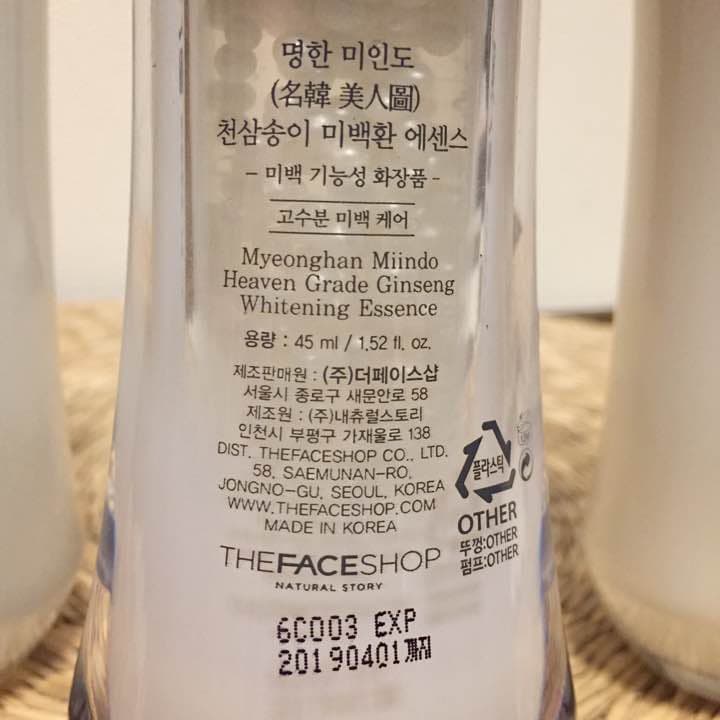 명한 미인도
(名韓 美人圖)
천삼송이 미백환 에센스
- 미백 기능성 화장품 -
고수분 미백 케어
Myeonghan Miindo
Heaven Grade Ginseng
Whitening Essence
용량 : 45 ml / 1.52 fl. oz.
제조판매원 : (주)더페이스샵
서울시 종로구 새문안로 58
제조원 : (주)내츄럴스토리
인천시 부평구 가재울로 138
DIST. THEFACESHOP CO., LTD.
58, SAEMUNAN-RO,
JONGNO-GU, SEOUL, KOREA
WWW.THEFACESHOP.COM
MADE IN KOREA
THEFACESHOP
NATURAL STORY
플라스틱
OTHER
뚜껑:OTHER
펌프:OTHER
6C003 EXP
20190401까지